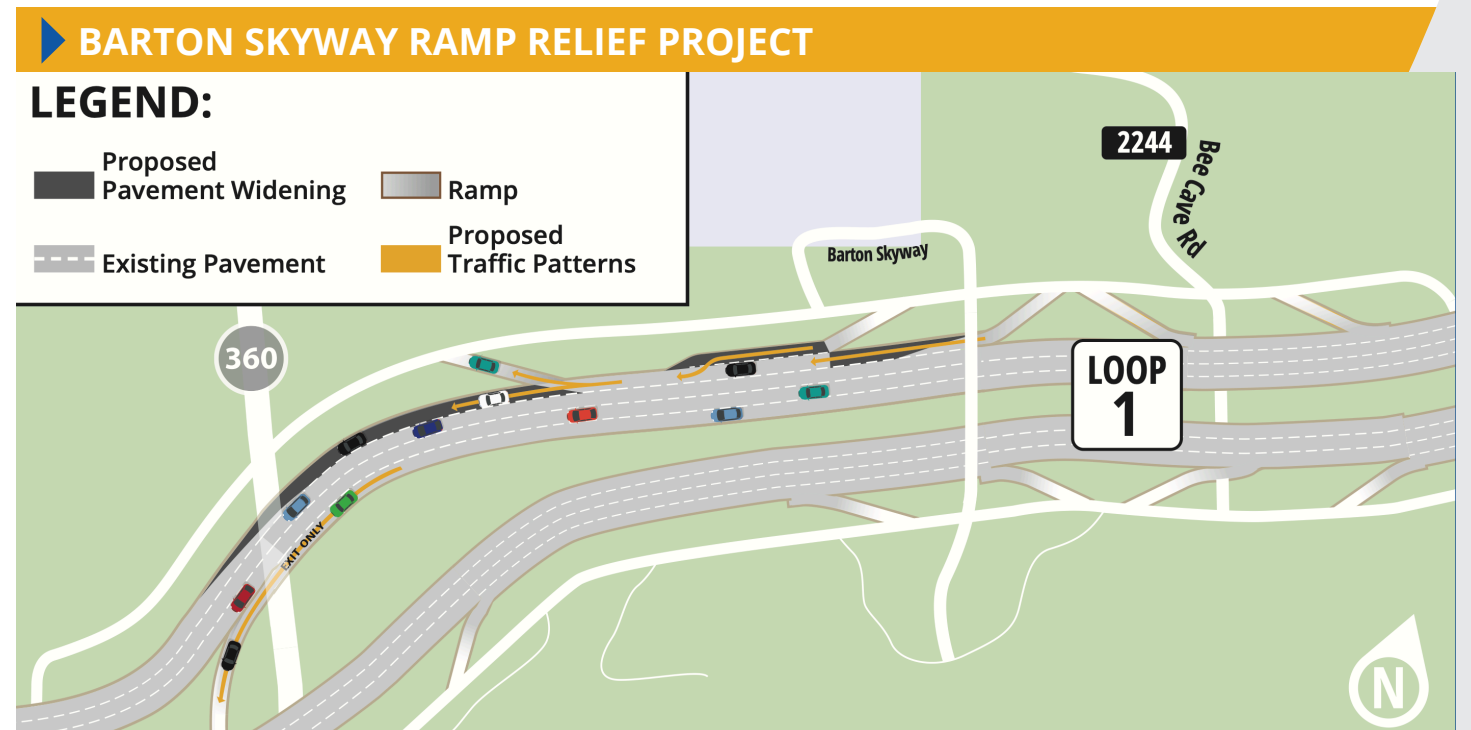 BARTON SKYWAY RAMP RELIEF PROJECT
LEGEND:
Proposed
Pavement Widening
Ramp
Existing Pavement
Proposed
Traffic Patterns
2244
Bee Cave Rd
Barton Skyway
360
LOOP
1
EXIT ONLY
N